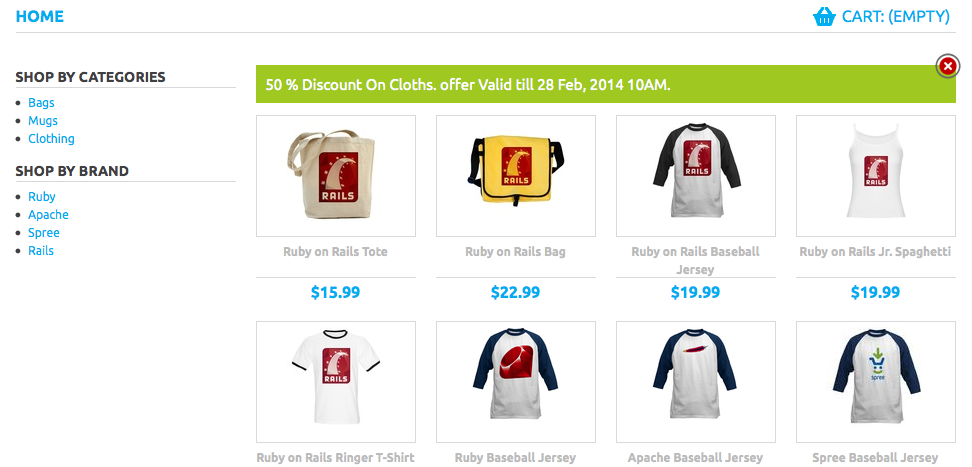 HOME
CART: (EMPTY)
SHOP BY CATEGORIES
Bags
Mugs
Clothing
SHOP BY BRAND
Ruby
Apache
Spree
Rails
50 % Discount On Cloths. offer Valid till 28 Feb, 2014 10AM.
RAILS
RAILS
RAILS
RAILS
Ruby on Rails Tote
Ruby on Rails Bag
Ruby on Rails Baseball
Jersey
Ruby on Rails Jr. Spaghetti
$15.99
$22.99
$19.99
$19.99
RAILS
spree
Ruby on Rails Ringer T-Shirt
Ruby Baseball Jersey
Apache Baseball Jersey
Spree Baseball Jersey